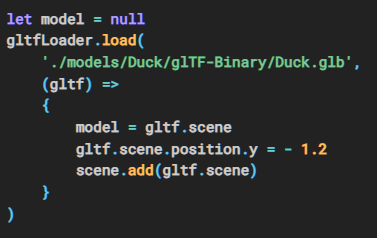 let model = null
gltfLoader.load(
    './models/Duck/glTF-Binary/Duck.glb',
    (gltf) =>
    {
        model = gltf.scene
        gltf.scene.position.y = - 1.2
        scene.add(gltf.scene)
    }
)